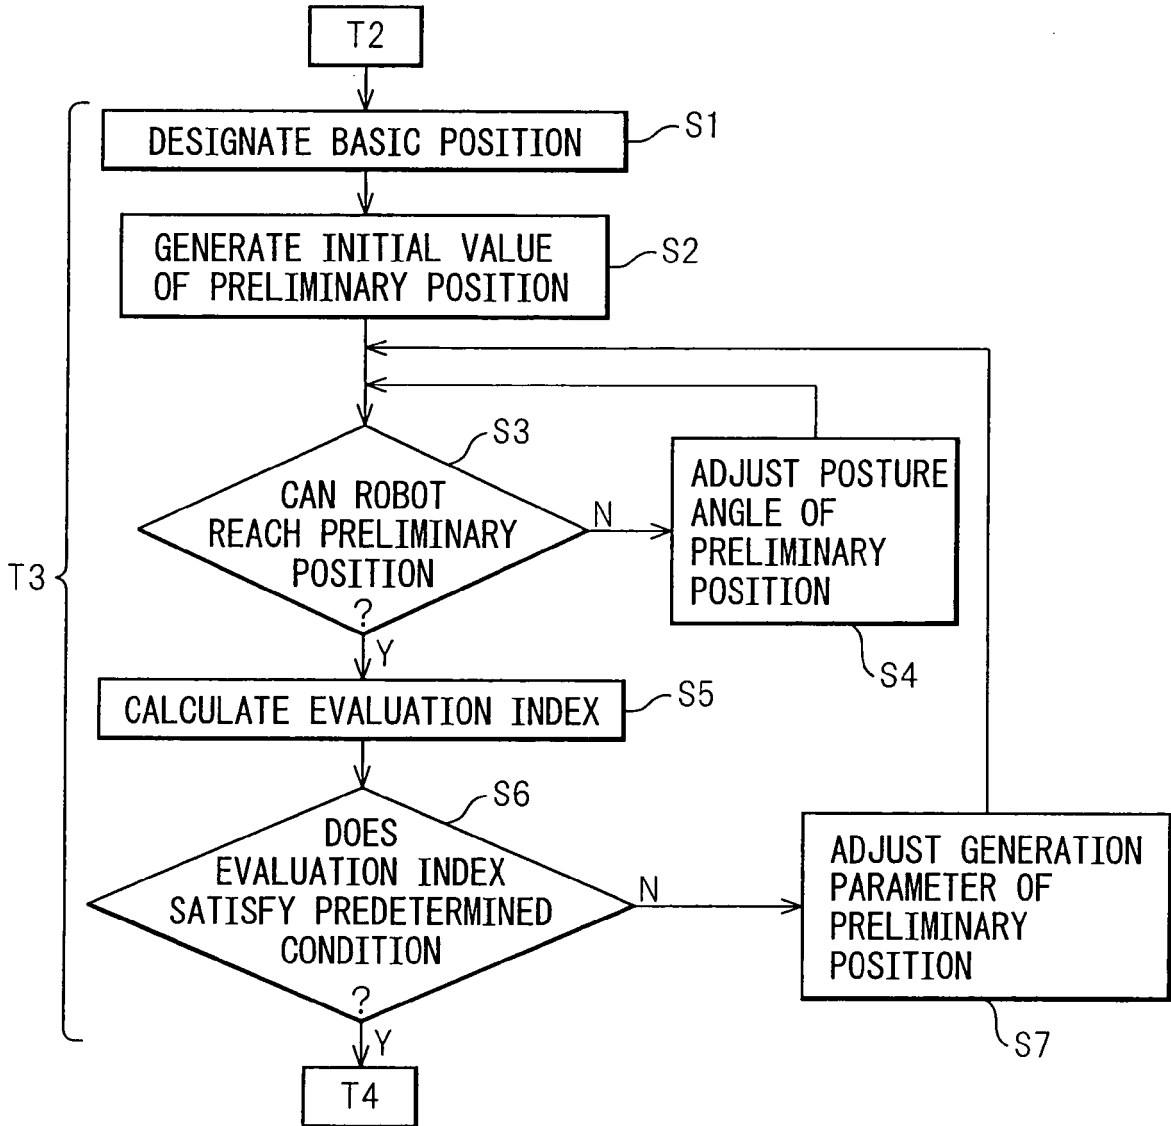 T2
DESIGNATE BASIC POSITION
S1
GENERATE INITIAL VALUE
OF PRELIMINARY POSITION
S2
S3
CAN ROBOT
REACH PRELIMINARY
POSITION
?
N
Y
ADJUST POSTURE
ANGLE OF
PRELIMINARY
POSITION
S4
T3
CALCULATE EVALUATION INDEX
S5
S6
DOES
EVALUATION INDEX
SATISFY PREDETERMINED
CONDITION
?
N
Y
ADJUST GENERATION
PARAMETER OF
PRELIMINARY
POSITION
S7
T4